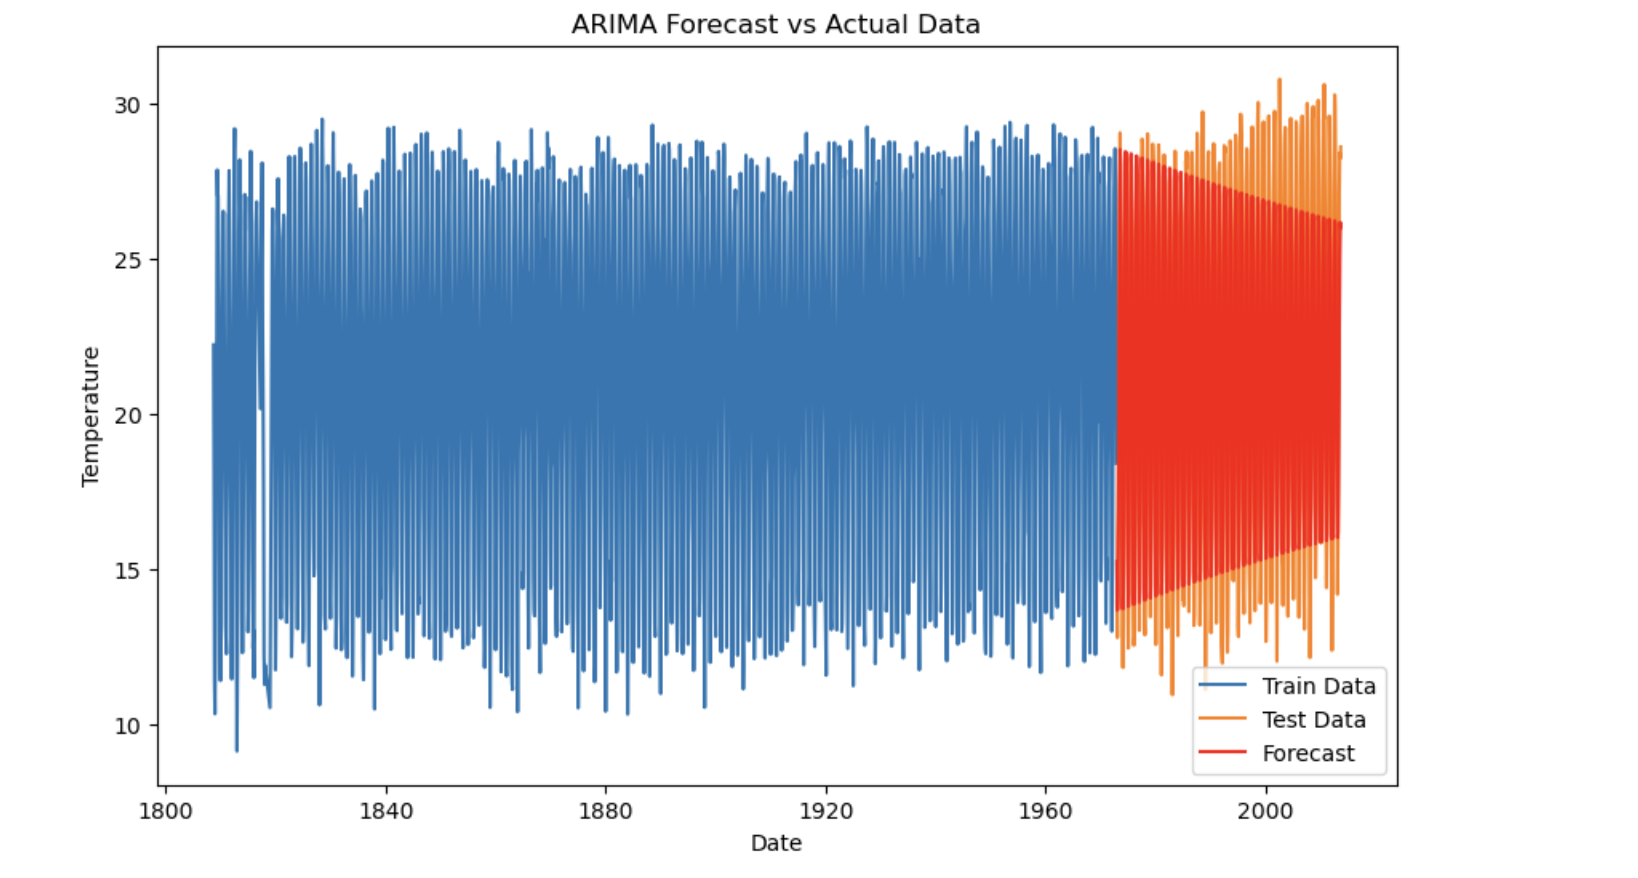 ARIMA Forecast vs Actual Data
Temperature
30
25
20
15
10
1800
1840
1880
1920
1960
2000
Date
Train Data
Test Data
Forecast